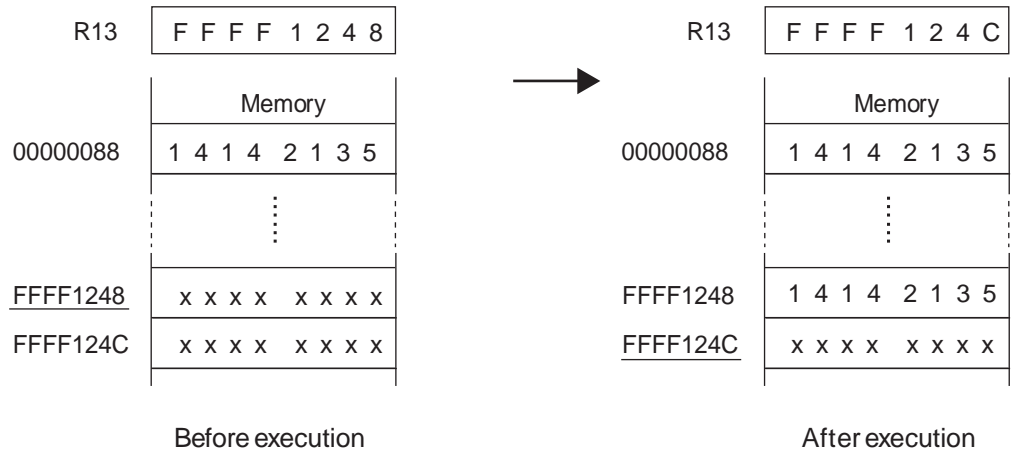 R13 F F F F 1 2 4 8 R13 F F F F 1 2 4 C
Memory Memory
00000088 1 4 1 4 2 1 3 5 00000088 1 4 1 4 2 1 3 5
FFFF1248 x x x x x x x x FFFF1248 1 4 1 4 2 1 3 5
FFFF124C x x x x x x x x FFFF124C x x x x x x x x
Before execution After execution